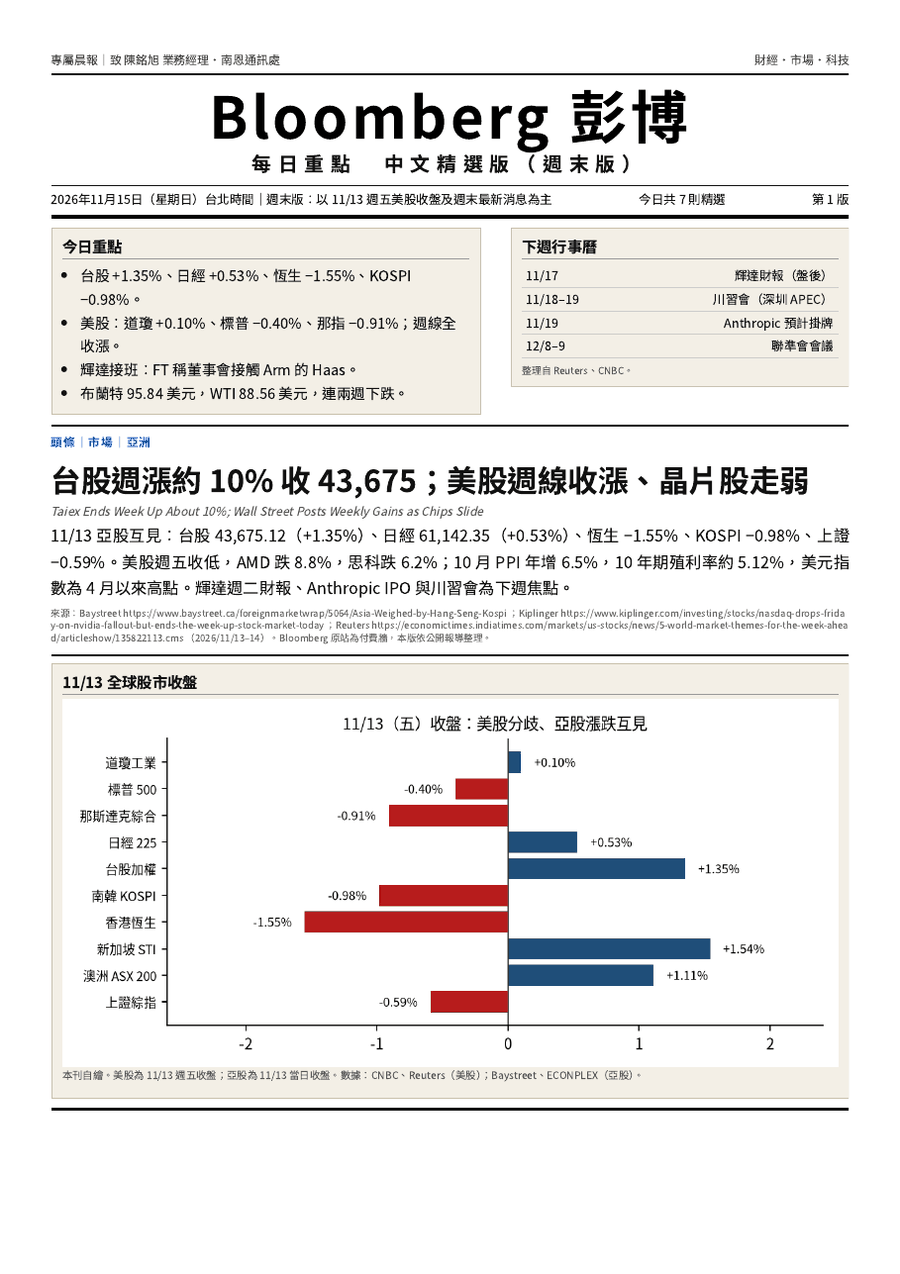 專屬晨報｜致 陳銘旭 業務經理・南恩通訊處
財經・市場・科技
Bloomberg 彭博
每日重點　中文精選版（週末版）
2026年11月15日（星期日）台北時間｜週末版：以 11/13 週五美股收盤及週末最新消息為主
今日共 7 則精選
第 1 版
今日重點
• 台股 +1.35%、日經 +0.53%、恆生 −1.55%、KOSPI
−0.98%。
• 美股：道瓊 +0.10%、標普 −0.40%、那指 −0.91%；週線全
收漲。
• 輝達接班：FT 稱董事會接觸 Arm 的 Haas。
• 布蘭特 95.84 美元，WTI 88.56 美元，連兩週下跌。
下週行事曆
11/17 輝達財報（盤後）
11/18–19 川習會（深圳 APEC）
11/19 Anthropic 預計掛牌
12/8–9 聯準會會議
整理自 Reuters、CNBC。
頭條｜市場｜亞洲
台股週漲約 10% 收 43,675；美股週線收漲、晶片股走弱
Taiex Ends Week Up About 10%; Wall Street Posts Weekly Gains as Chips Slide
11/13 亞股互見：台股 43,675.12（+1.35%）、日經 61,142.35（+0.53%）、恆生 −1.55%、KOSPI −0.98%、上證
−0.59%。美股週五收低，AMD 跌 8.8%，思科跌 6.2%；10 月 PPI 年增 6.5%，10 年期殖利率約 5.12%，美元指
數為 4 月以來高點。輝達週二財報、Anthropic IPO 與川習會為下週焦點。
來源：Baystreet https://www.baystreet.ca/foreignmarketwrap/5064/Asia-Weighed-by-Hang-Seng-Kospi ；Kiplinger https://www.kiplinger.com/investing/stocks/nasdaq-drops-frida
y-on-nvidia-fallout-but-ends-the-week-up-stock-market-today ；Reuters https://economictimes.indiatimes.com/markets/us-stocks/news/5-world-market-themes-for-the-week-ahea
d/articleshow/135822113.cms（2026/11/13–14）。Bloomberg 原站為付費牆，本版依公開報導整理。
11/13 全球股市收盤
11/13（五）收盤：美股分歧、亞股漲跌互見
道瓊工業 +0.10%
標普 500 -0.40%
那斯達克綜合 -0.91%
日經 225 +0.53%
台股加權 +1.35%
南韓 KOSPI -0.98%
香港恆生 -1.55%
新加坡 STI +1.54%
澳洲 ASX 200 +1.11%
上證綜指 -0.59%
-2 -1 0 1 2
本刊自繪。美股為 11/13 週五收盤；亞股為 11/13 當日收盤。數據：CNBC、Reuters（美股）；Baystreet、ECONPLEX（亞股）。